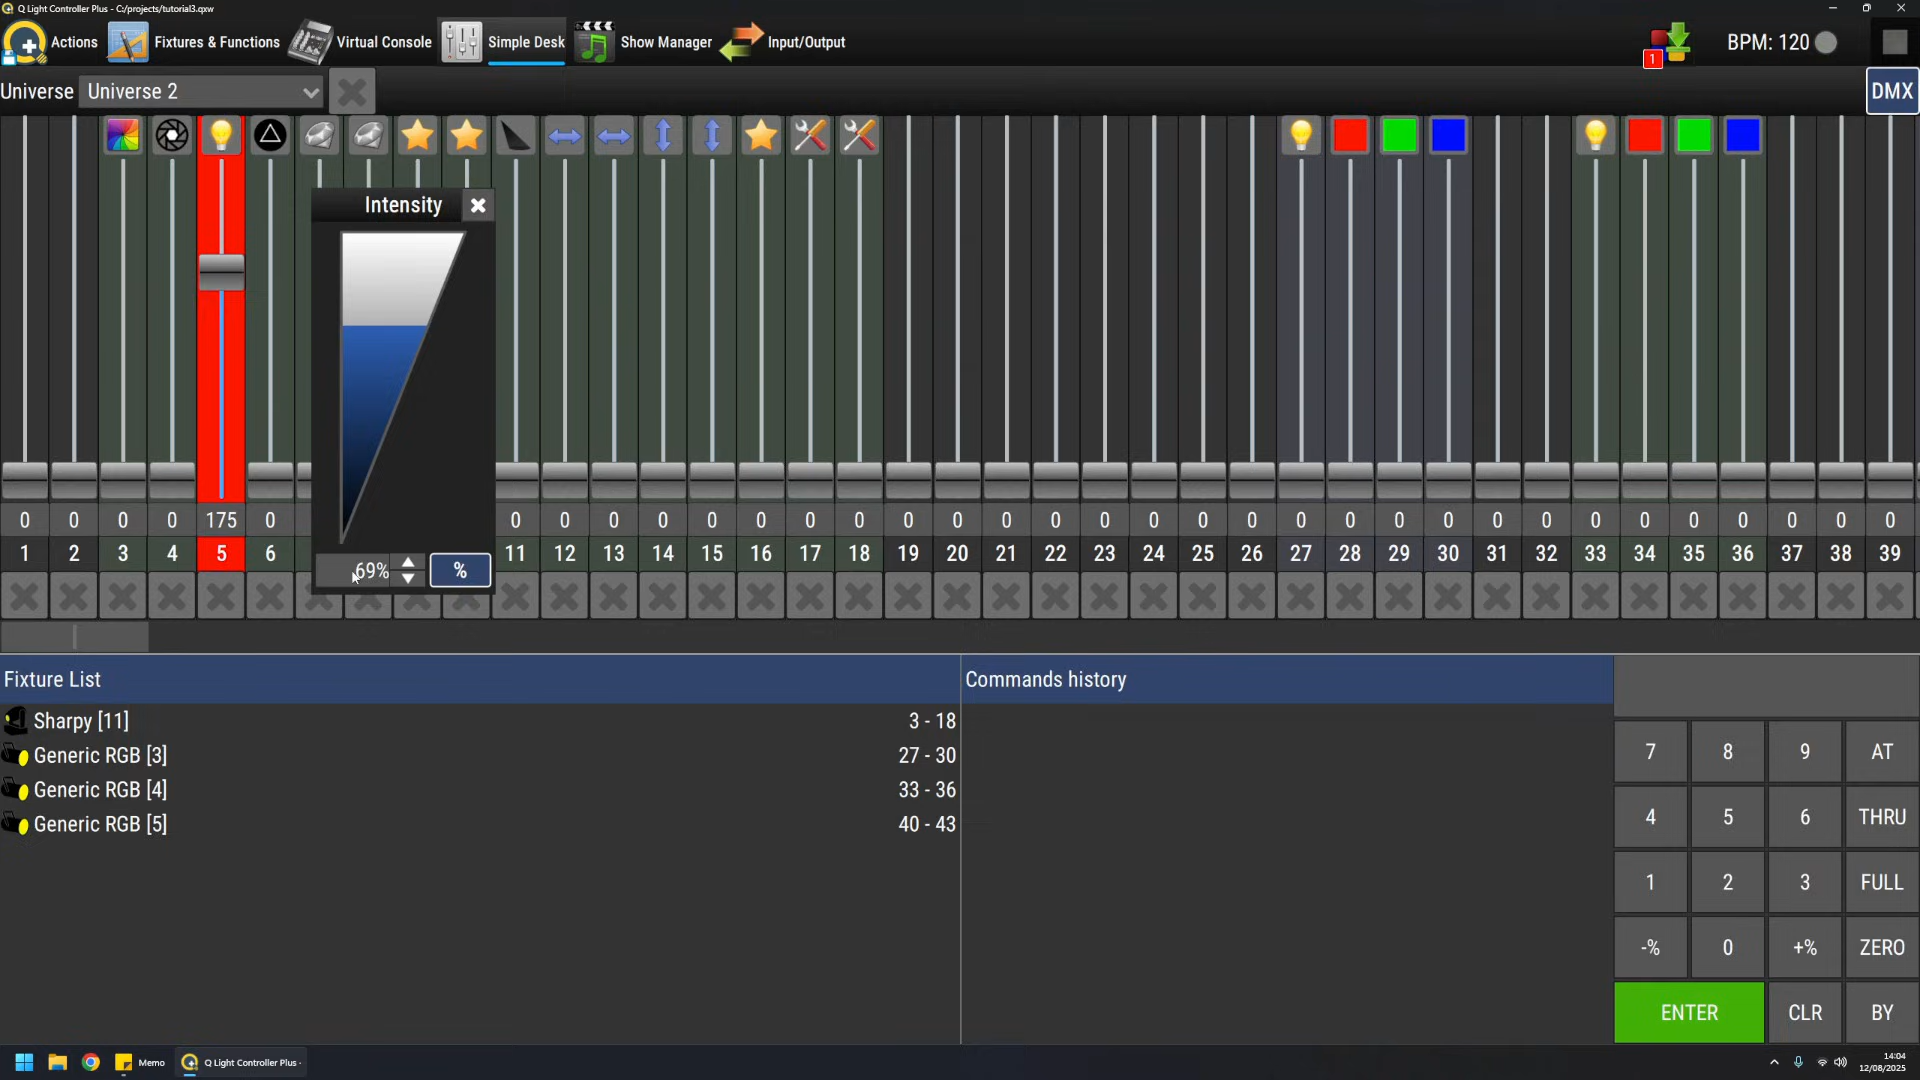 Q Light Controller Plus - C:/projects/tutorial3.qxw
Actions Fixtures & Functions Virtual Console Simple Desk Show Manager Input/Output 1 BPM: 120
Universe Universe 2 DMX
Intensity
69% %
0 0 0 0 175 0 0 0 0 0 0 0 0 0 0 0 0 0 0 0 0 0 0 0 0 0 0 0 0 0 0 0 0 0 0
1 2 3 4 5 6 11 12 13 14 15 16 17 18 19 20 21 22 23 24 25 26 27 28 29 30 31 32 33 34 35 36 37 38 39
Fixture List
Sharpy [11] 3 - 18
Generic RGB [3] 27 - 30
Generic RGB [4] 33 - 36
Generic RGB [5] 40 - 43
Commands history
7 8 9 AT
4 5 6 THRU
1 2 3 FULL
-% 0 +% ZERO
ENTER CLR BY
Memo Q Light Controller Plus - 14:04
12/08/2025